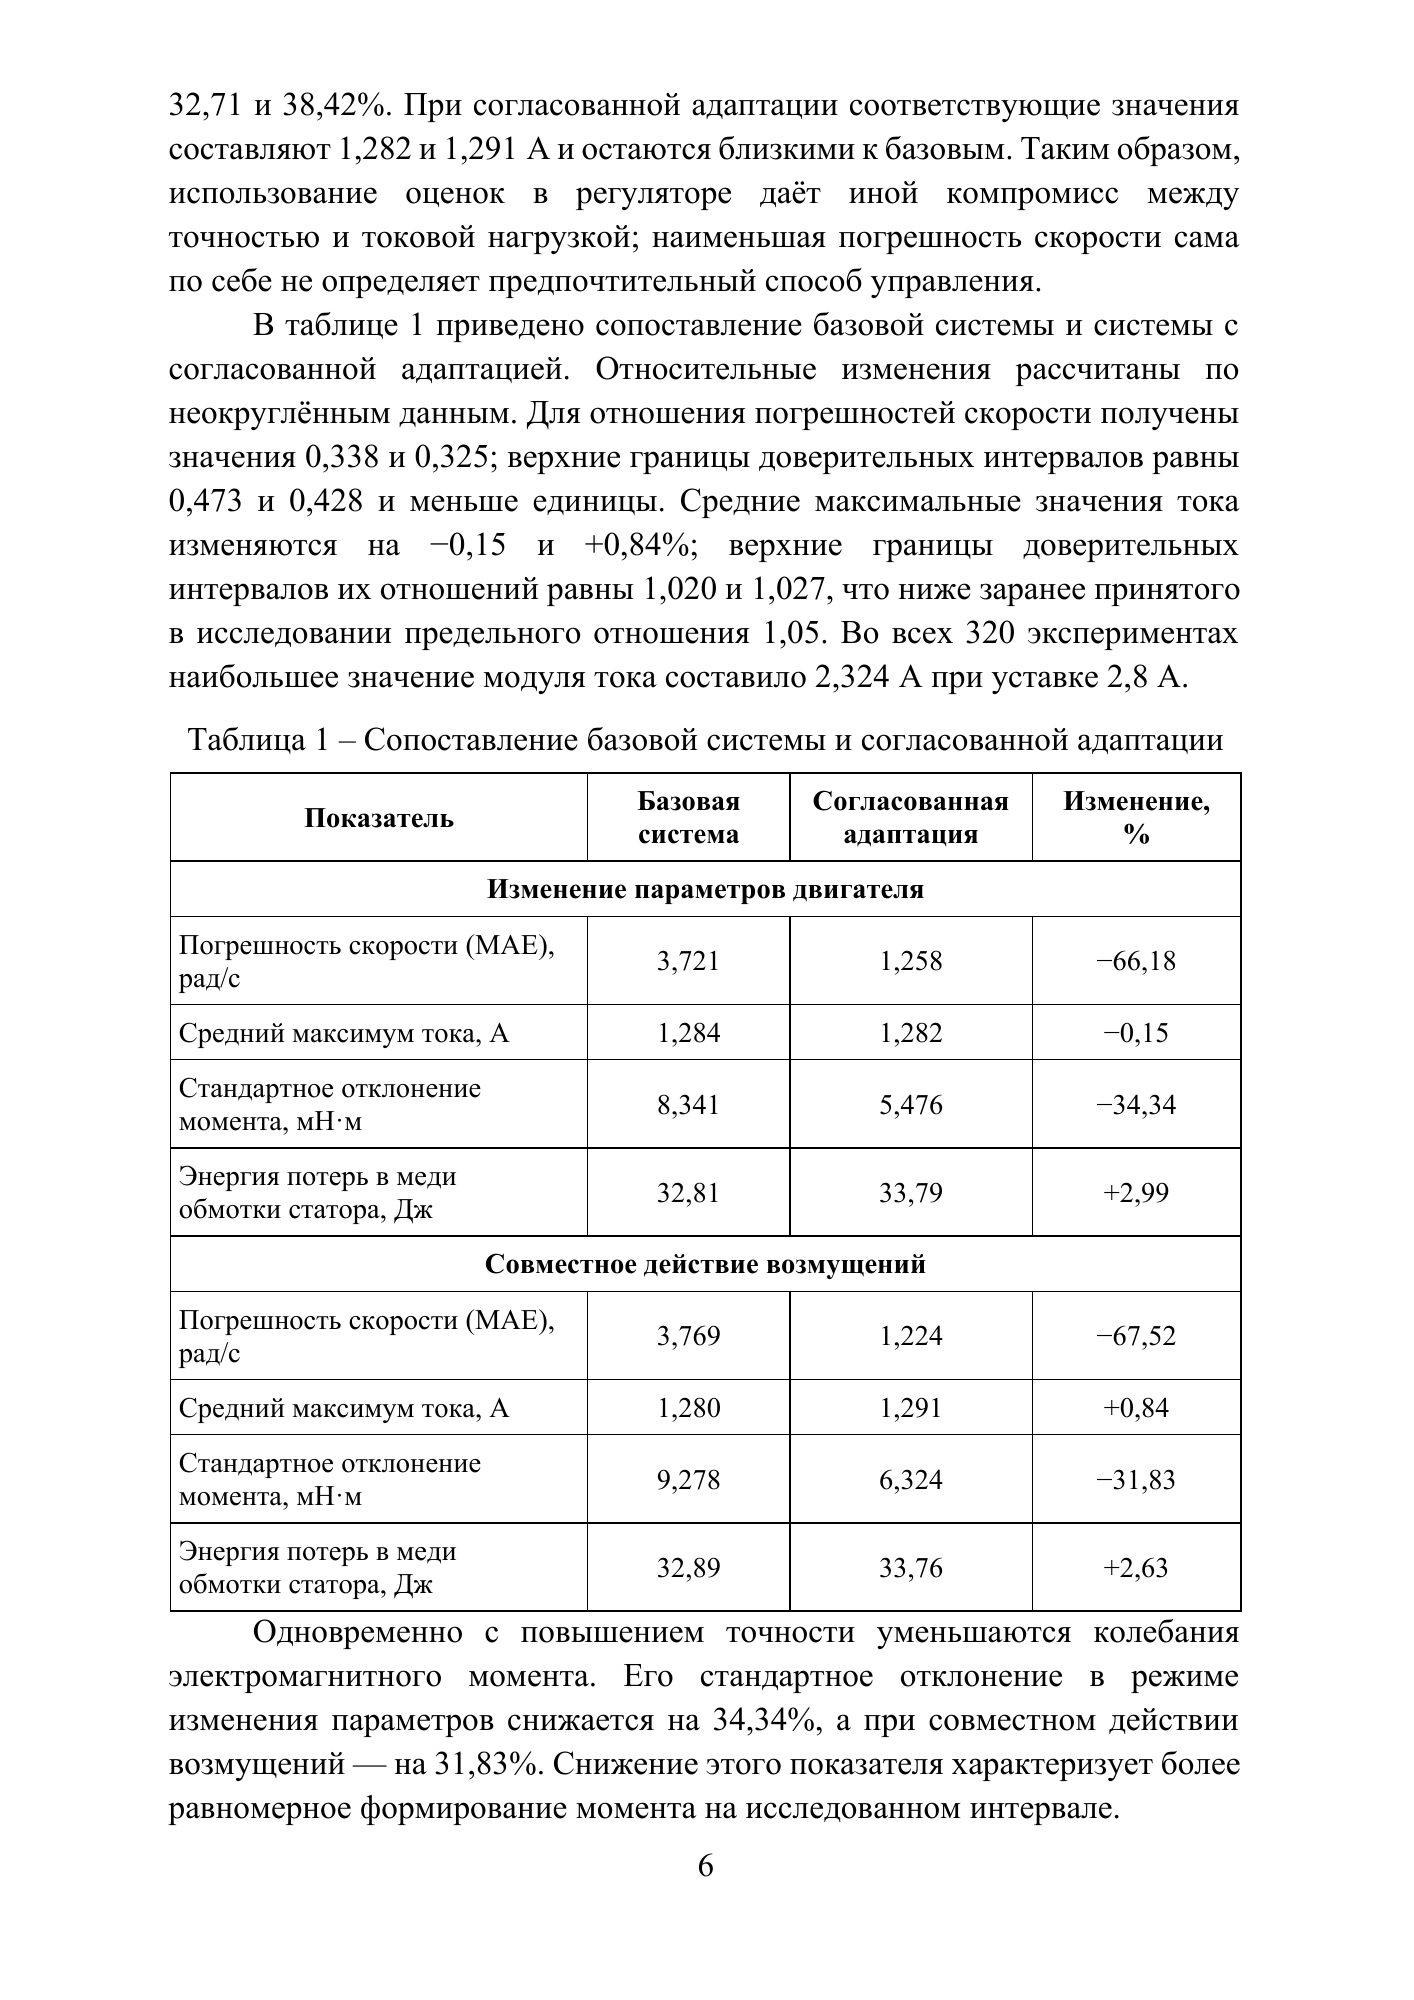 32,71 и 38,42%. При согласованной адаптации соответствующие значения
составляют 1,282 и 1,291 А и остаются близкими к базовым. Таким образом,
использование оценок в регуляторе даёт иной компромисс между
точностью и токовой нагрузкой; наименьшая погрешность скорости сама
по себе не определяет предпочтительный способ управления.
В таблице 1 приведено сопоставление базовой системы и системы с
согласованной адаптацией. Относительные изменения рассчитаны по
неокруглённым данным. Для отношения погрешностей скорости получены
значения 0,338 и 0,325; верхние границы доверительных интервалов равны
0,473 и 0,428 и меньше единицы. Средние максимальные значения тока
изменяются на −0,15 и +0,84%; верхние границы доверительных
интервалов их отношений равны 1,020 и 1,027, что ниже заранее принятого
в исследовании предельного отношения 1,05. Во всех 320 экспериментах
наибольшее значение модуля тока составило 2,324 А при уставке 2,8 А.
Таблица 1 – Сопоставление базовой системы и согласованной адаптации
Показатель
Базовая
система
Согласованная
адаптация
Изменение,
%
Изменение параметров двигателя
Погрешность скорости (MAE),
рад/с
3,721
1,258
−66,18
Средний максимум тока, А
1,284
1,282
−0,15
Стандартное отклонение
момента, мН·м
8,341
5,476
−34,34
Энергия потерь в меди
обмотки статора, Дж
32,81
33,79
+2,99
Совместное действие возмущений
Погрешность скорости (MAE),
рад/с
3,769
1,224
−67,52
Средний максимум тока, А
1,280
1,291
+0,84
Стандартное отклонение
момента, мН·м
9,278
6,324
−31,83
Энергия потерь в меди
обмотки статора, Дж
32,89
33,76
+2,63
Одновременно с повышением точности уменьшаются колебания
электромагнитного момента. Его стандартное отклонение в режиме
изменения параметров снижается на 34,34%, а при совместном действии
возмущений — на 31,83%. Снижение этого показателя характеризует более
равномерное формирование момента на исследованном интервале.
6